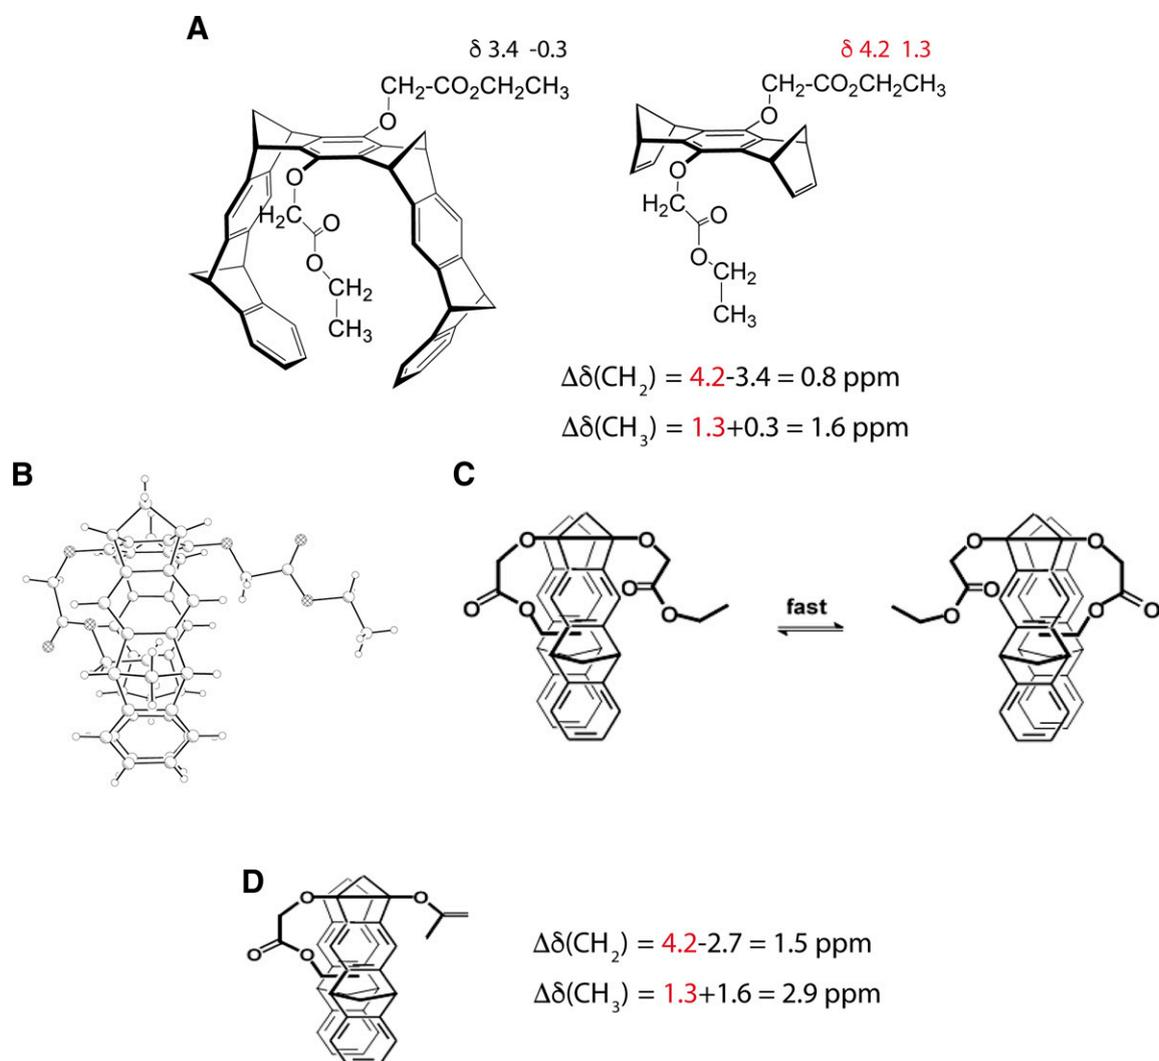 A
δ 3.4 -0.3
CH2-CO2CH2CH3
O
O
H2C
O
O
CH2
CH3
δ 4.2 1.3
CH2-CO2CH2CH3
O
O
H2C
O
O
CH2
CH3
Δδ(CH2) = 4.2-3.4 = 0.8 ppm
Δδ(CH3) = 1.3+0.3 = 1.6 ppm
B
C
O
O
O
O
O
O
fast
O
O
O
O
O
O
D
O
O
O
O
Δδ(CH2) = 4.2-2.7 = 1.5 ppm
Δδ(CH3) = 1.3+1.6 = 2.9 ppm